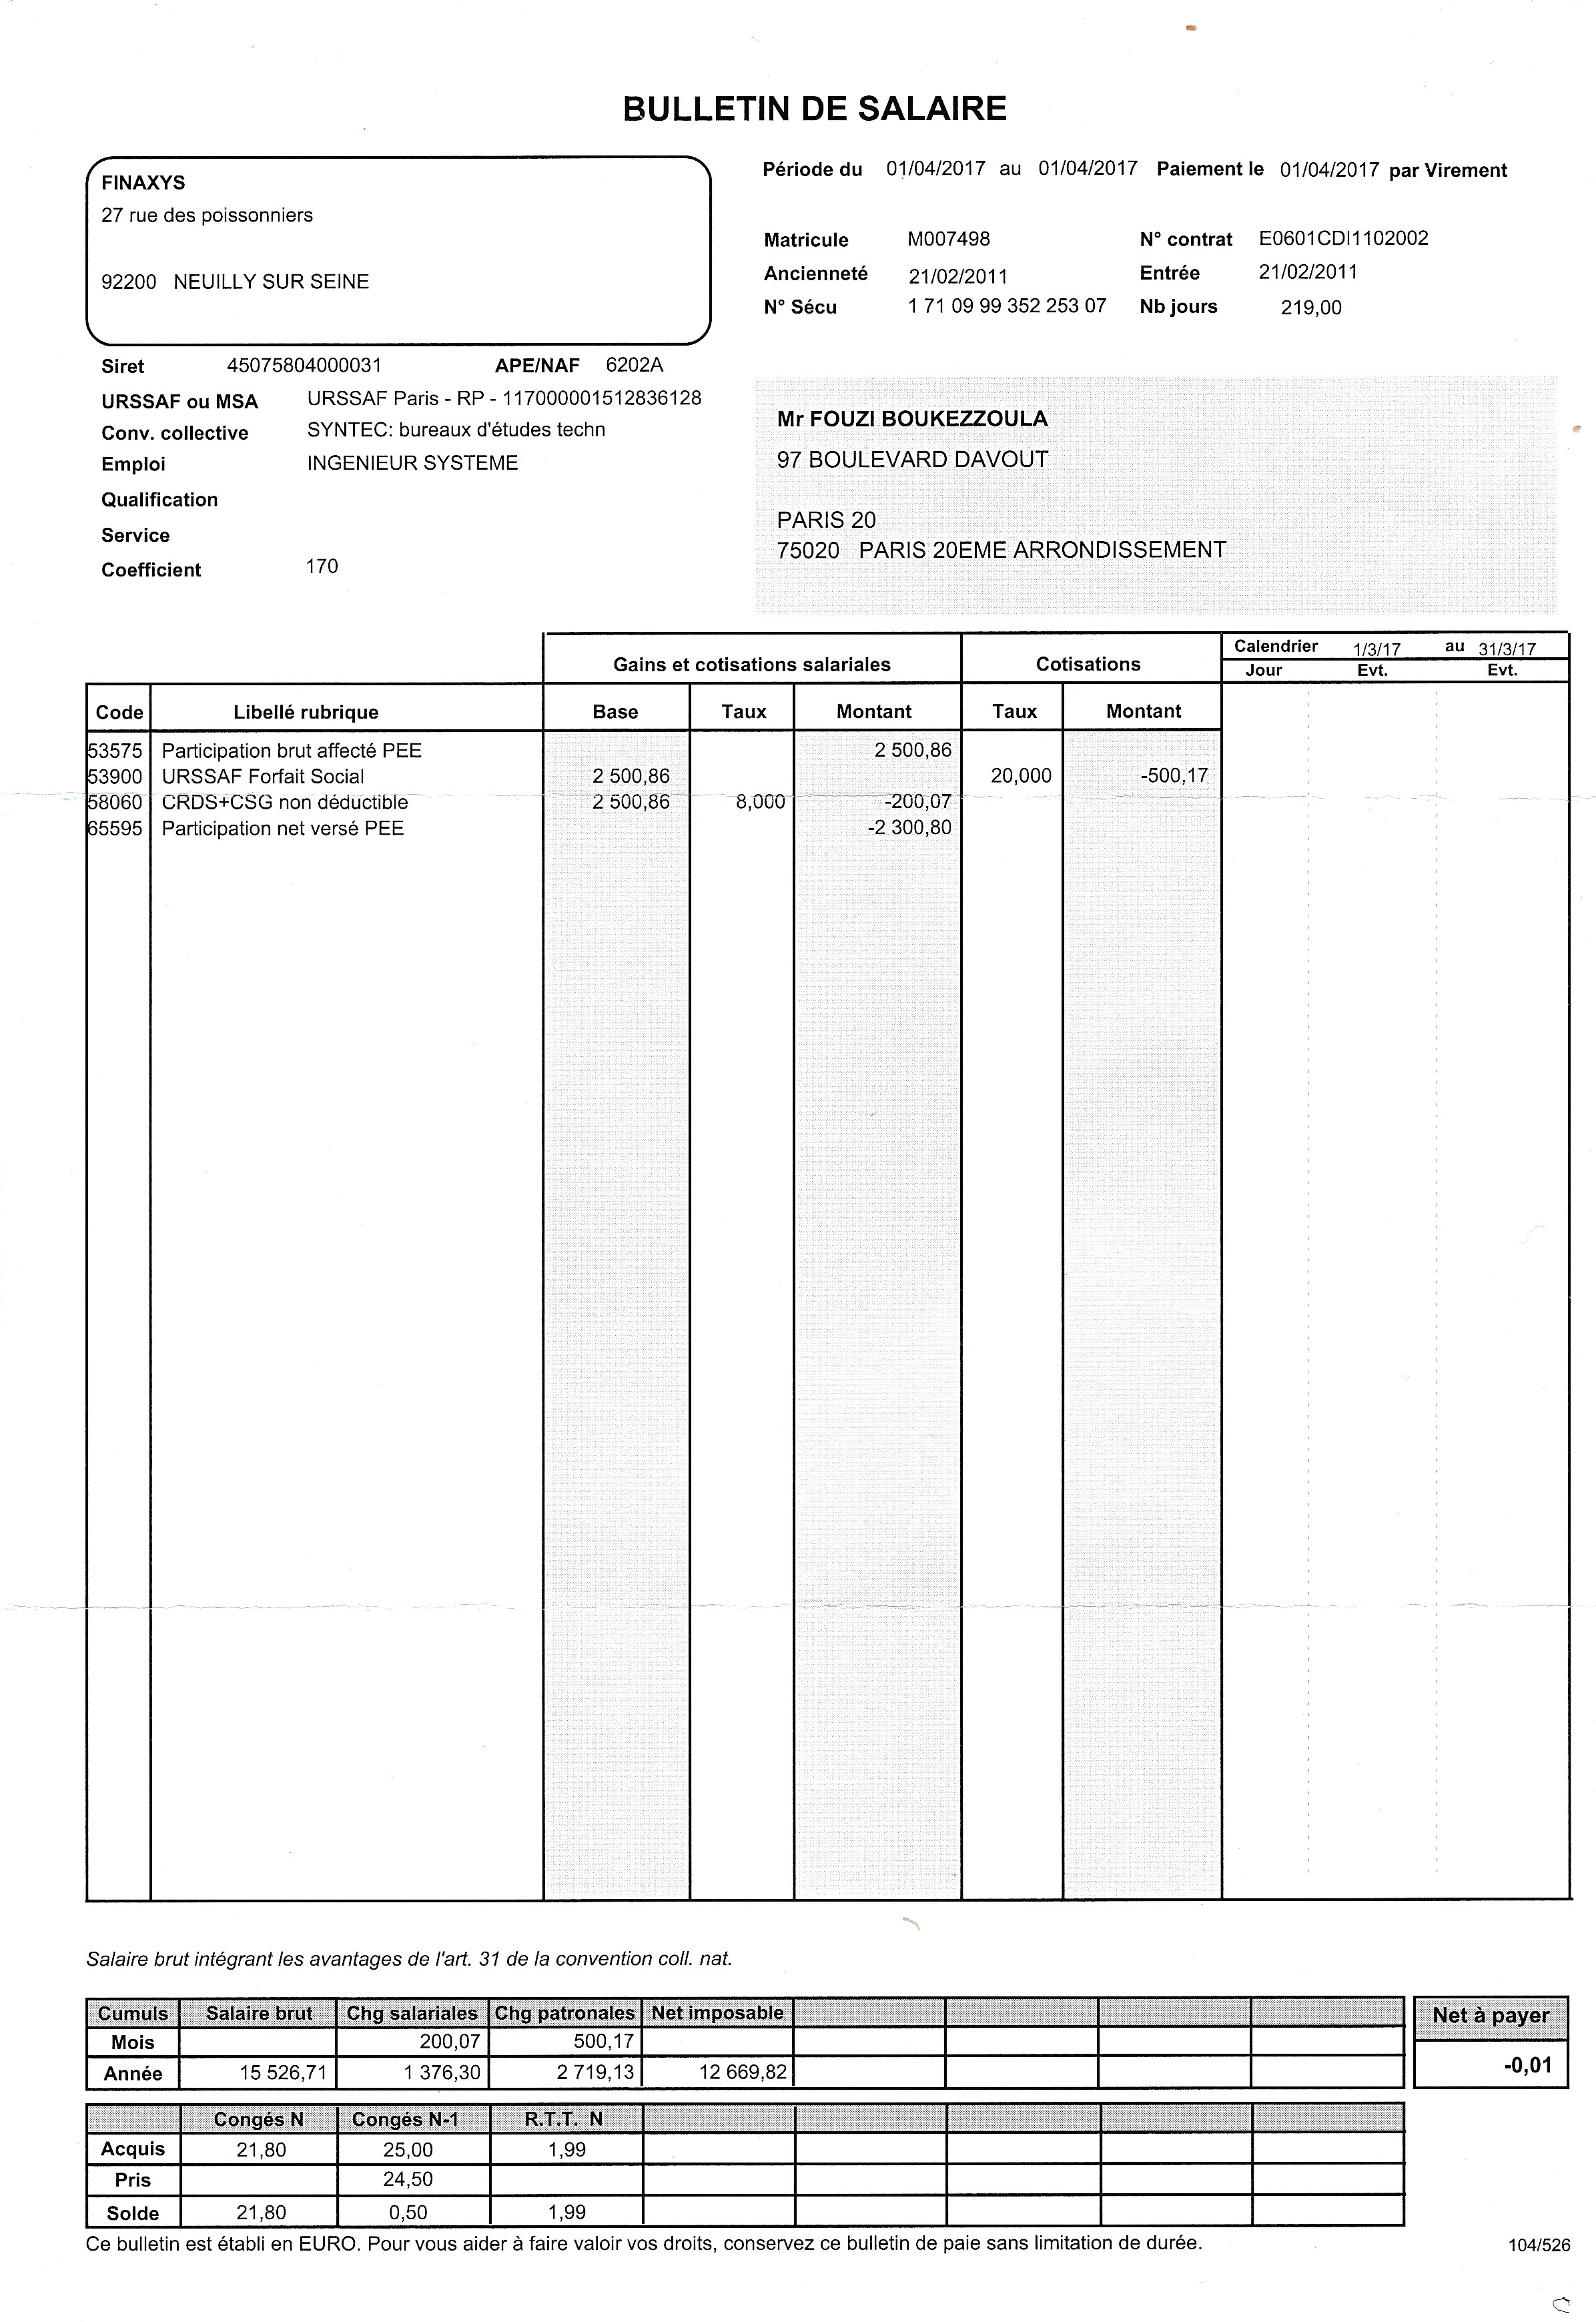 BULLETIN DE SALAIRE
FINAXYS
27 rue des poissonniers
92200 NEUILLY SUR SEINE
Période du 01/04/2017 au 01/04/2017 Paiement le 01/04/2017 par Virement
Matricule M007498 N° contrat E0601CDI1102002
Ancienneté 21/02/2011 Entrée 21/02/2011
N° Sécu 1 71 09 99 352 253 07 Nb jours 219,00
Siret 45075804000031 APE/NAF 6202A
URSSAF ou MSA URSSAF Paris - RP - 117000001512836128
Conv. collective SYNTEC: bureaux d'études techn
Emploi INGENIEUR SYSTEME
Qualification
Service
Coefficient 170
Mr FOUZI BOUKEZZOULA
97 BOULEVARD DAVOUT
PARIS 20
75020 PARIS 20EME ARRONDISSEMENT
Gains et cotisations salariales Cotisations Calendrier 1/3/17 au 31/3/17
Jour Evt. Evt.
Code Libellé rubrique Base Taux Montant Taux Montant
53575 Participation brut affecté PEE 2 500,86
53900 URSSAF Forfait Social 2 500,86 20,000 -500,17
58060 CRDS+CSG non déductible 2 500,86 8,000 -200,07
65595 Participation net versé PEE -2 300,80
Salaire brut intégrant les avantages de l'art. 31 de la convention coll. nat.
Cumuls Salaire brut Chg salariales Chg patronales Net imposable Net à payer
Mois 200,07 500,17
Année 15 526,71 1 376,30 2 719,13 12 669,82 -0,01
Congés N Congés N-1 R.T.T. N
Acquis 21,80 25,00 1,99
Pris 24,50
Solde 21,80 0,50 1,99
Ce bulletin est établi en EURO. Pour vous aider à faire valoir vos droits, conservez ce bulletin de paie sans limitation de durée. 104/526